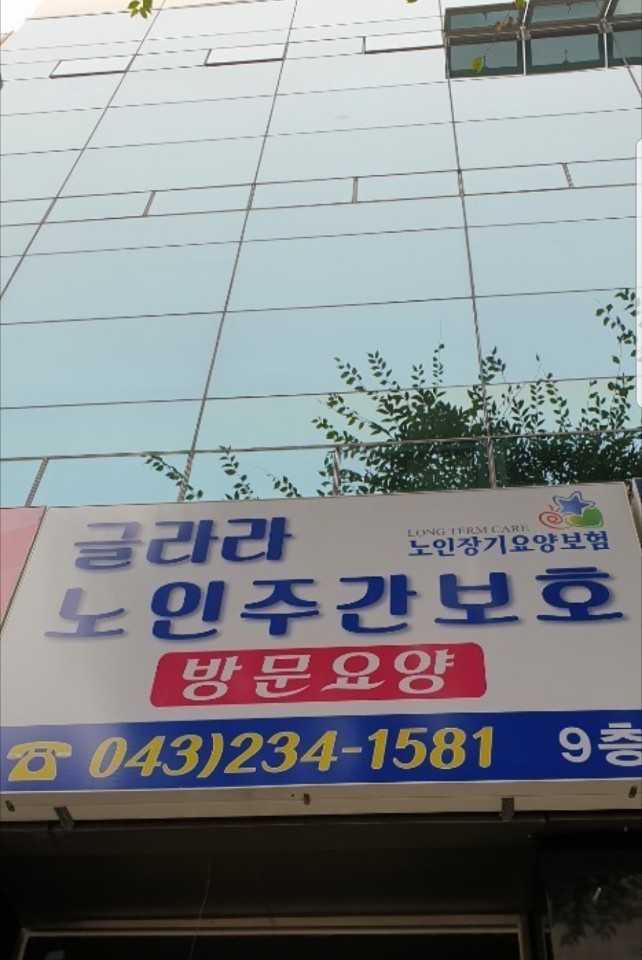 글라라
LONG TERM CARE
노인장기요양보험
노인주간보호
방문요양
☎ 043)234-1581 9층